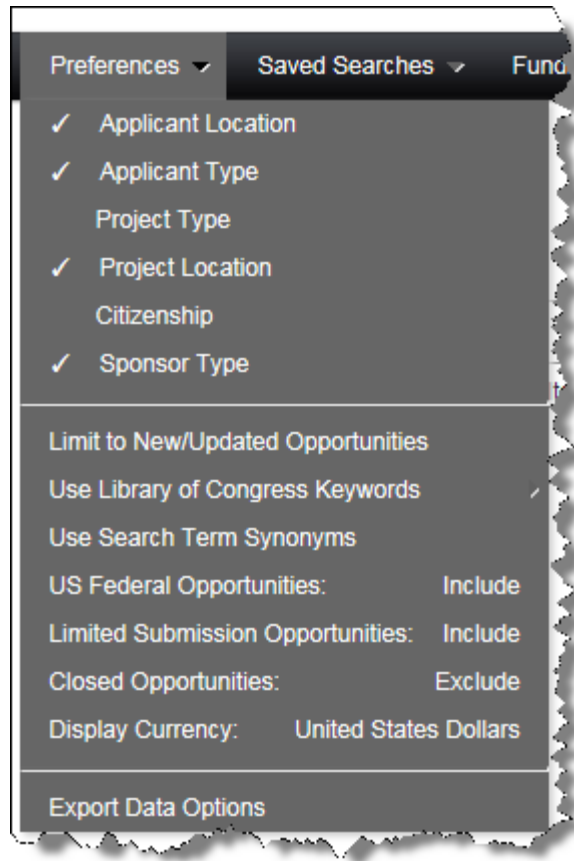 Preferences Saved Searches Fund
✓ Applicant Location
✓ Applicant Type
Project Type
✓ Project Location
Citizenship
✓ Sponsor Type
Limit to New/Updated Opportunities
Use Library of Congress Keywords
Use Search Term Synonyms
US Federal Opportunities: Include
Limited Submission Opportunities: Include
Closed Opportunities: Exclude
Display Currency: United States Dollars
Export Data Options